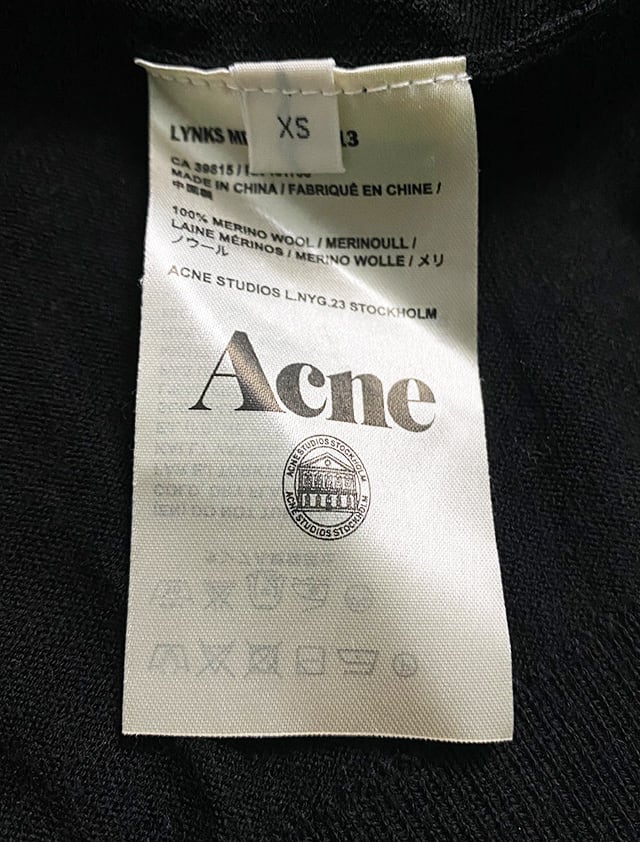 XS
LYNKS 13
CA 39815 /
MADE IN CHINA / FABRIQUÉ EN CHINE /
中国製
100% MERINO WOOL / MERINOULL /
LAINE MÉRINOS / MERINO WOLLE / メリ
ノウール
ACNE STUDIOS L.NYG.23 STOCKHOLM
Acne
ACNE STUDIOS STOCKHOLM
ACNE STUDIOS STOCKHOLM